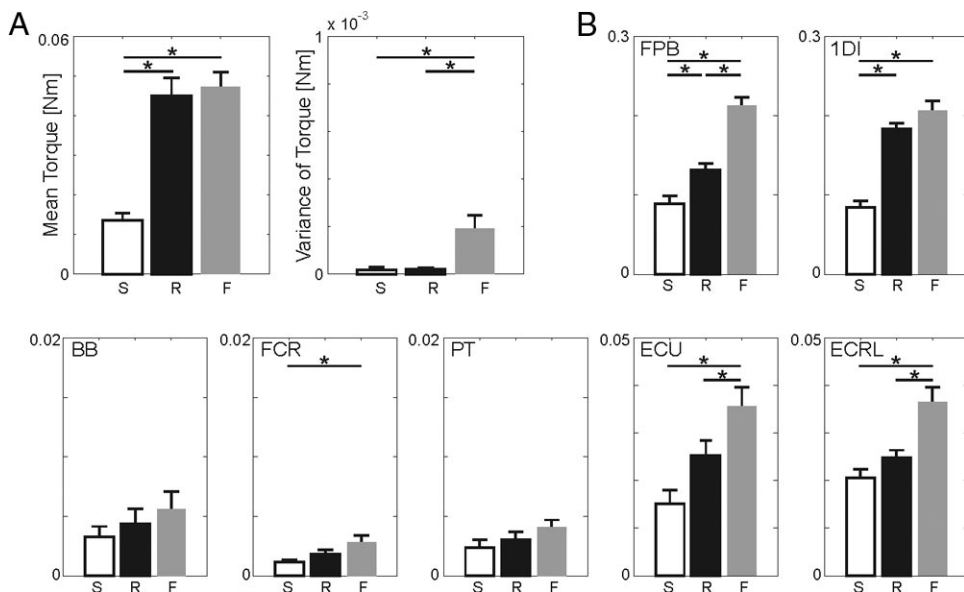 A
0.06
Mean Torque [Nm]
0
* *
S R F
1 x 10⁻³
Variance of Torque [Nm]
0
* *
S R F
B
0.3
FPB
0
* * *
S R F
0.3
1DI
0
* *
S R F
0.02
BB
0
S R F
0.02
FCR
*
0
S R F
0.02
PT
0
S R F
0.05
ECU
* *
0
S R F
0.05
ECRL
* *
0
S R F